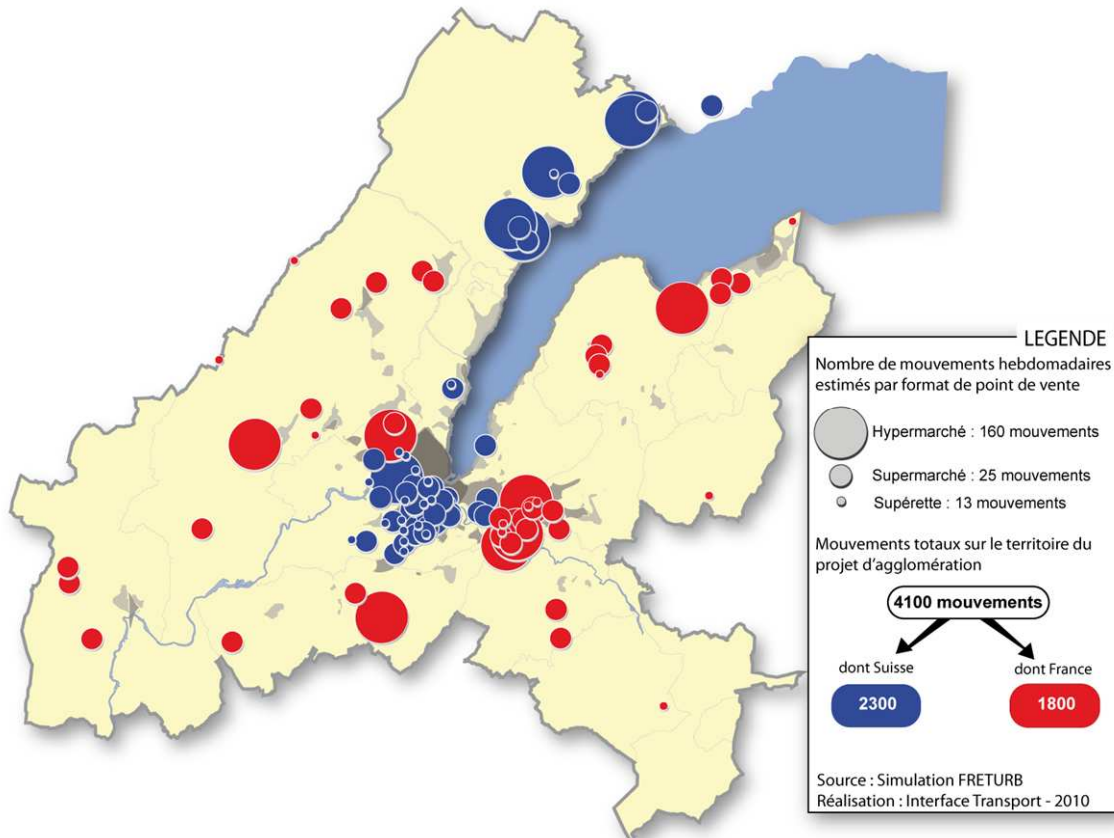 LEGENDE
Nombre de mouvements hebdomadaires
estimés par format de point de vente
Hypermarché : 160 mouvements
Supermarché : 25 mouvements
Supérette : 13 mouvements
Mouvements totaux sur le territoire du
projet d'agglomération
4100 mouvements
dont Suisse
dont France
2300
1800
Source : Simulation FRETURB
Réalisation : Interface Transport - 2010